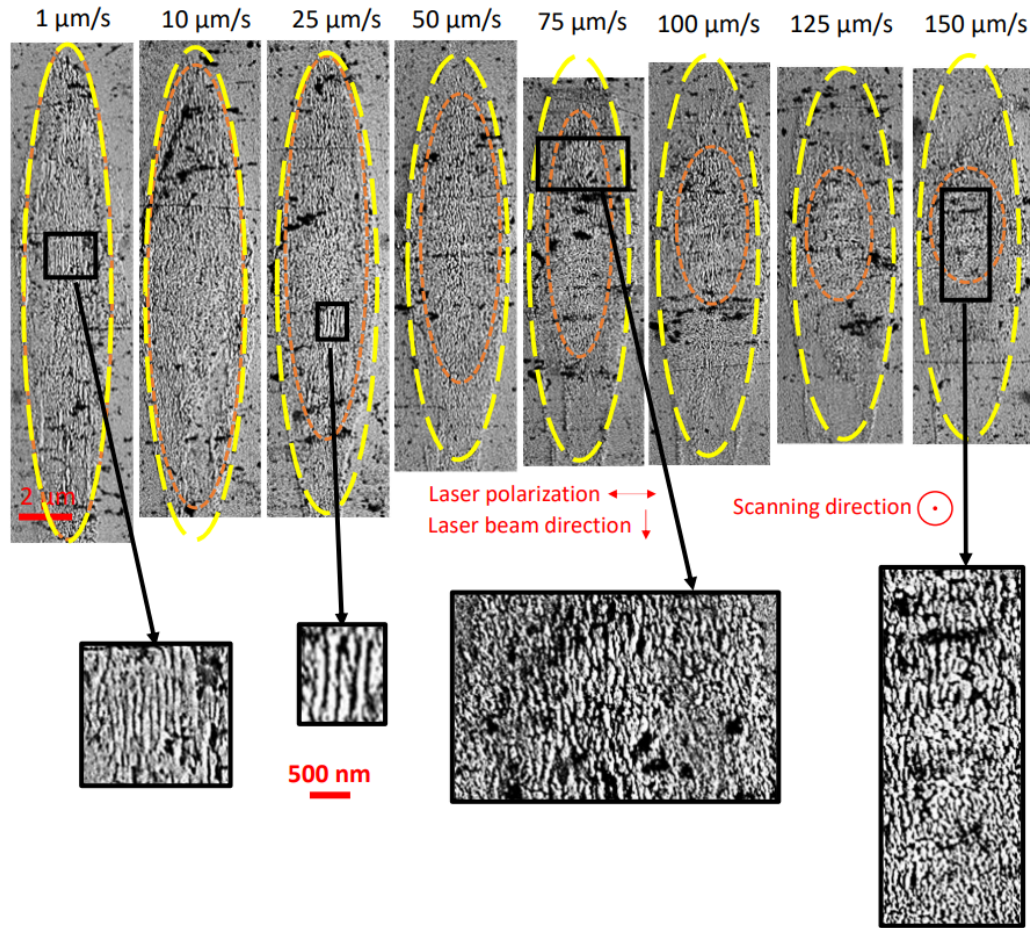 1 µm/s 10 µm/s 25 µm/s 50 µm/s 75 µm/s 100 µm/s 125 µm/s 150 µm/s
2 µm
Laser polarization
Laser beam direction
Scanning direction
500 nm